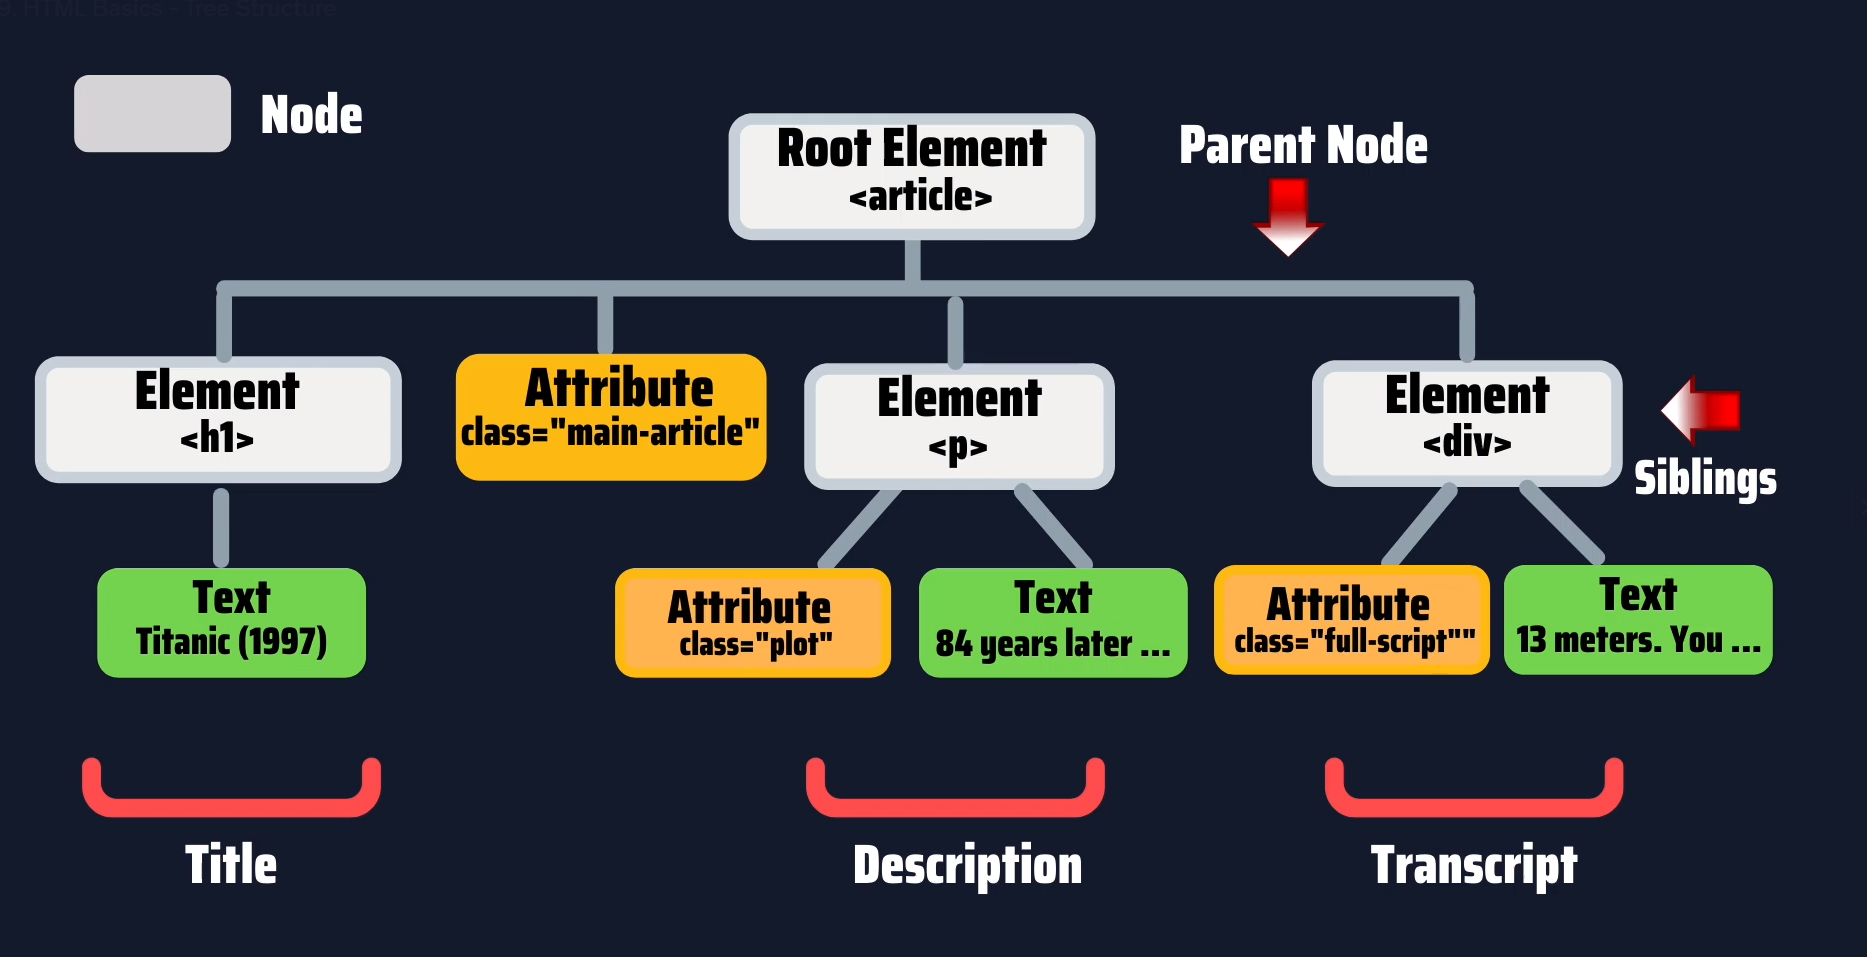 9. HTML Basics - Tree Structure
Node
Root Element
<article>
Parent Node
Element
<h1>
Attribute
class="main-article"
Element
<p>
Element
<div>
Siblings
Text
Titanic (1997)
Attribute
class="plot"
Text
84 years later ...
Attribute
class="full-script""
Text
13 meters. You ...
Title
Description
Transcript